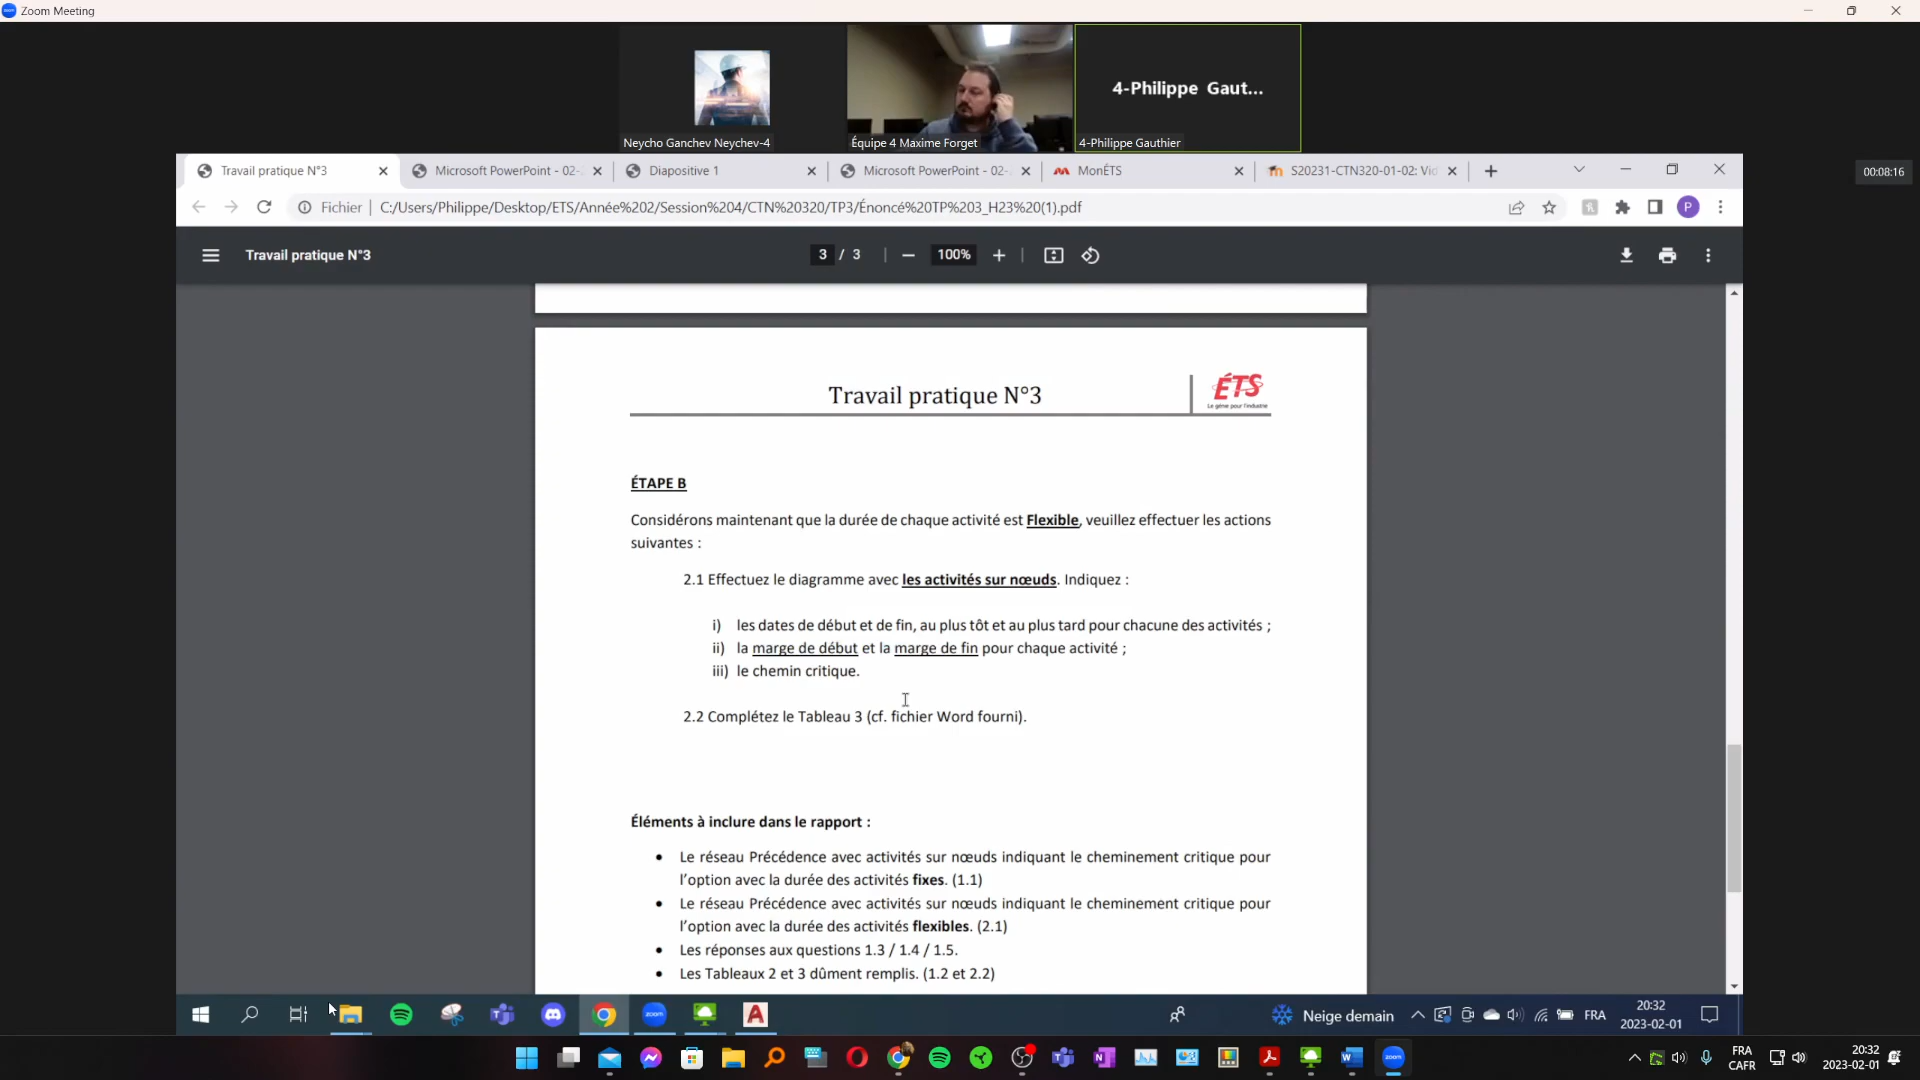 Zoom Meeting
4-Philippe Gaut...
Neycho Ganchev Neychev-4
Équipe 4 Maxime Forget
4-Philippe Gauthier
Travail pratique N°3
Microsoft PowerPoint - 02-
Diapositive 1
Microsoft PowerPoint - 02-
MonÉTS
S20231-CTN320-01-02: Vid
00:08:16
Fichier
C:/Users/Philippe/Desktop/ETS/Année%202/Session%204/CTN%20320/TP3/Énoncé%20TP%203_H23%20(1).pdf
P
Travail pratique N°3
3 / 3
100%
Travail pratique N°3
ÉTS
Le génie pour l'industrie
ÉTAPE B
Considérons maintenant que la durée de chaque activité est Flexible, veuillez effectuer les actions
suivantes :
2.1 Effectuez le diagramme avec les activités sur nœuds. Indiquez :
i) les dates de début et de fin, au plus tôt et au plus tard pour chacune des activités ;
ii) la marge de début et la marge de fin pour chaque activité ;
iii) le chemin critique.
2.2 Complétez le Tableau 3 (cf. fichier Word fourni).
Éléments à inclure dans le rapport :
• Le réseau Précédence avec activités sur nœuds indiquant le cheminement critique pour
l'option avec la durée des activités fixes. (1.1)
• Le réseau Précédence avec activités sur nœuds indiquant le cheminement critique pour
l'option avec la durée des activités flexibles. (2.1)
• Les réponses aux questions 1.3 / 1.4 / 1.5.
• Les Tableaux 2 et 3 dûment remplis. (1.2 et 2.2)
zoom
A
Neige demain
FRA
20:32
2023-02-01
zoom
FRA
CAFR
20:32
2023-02-01